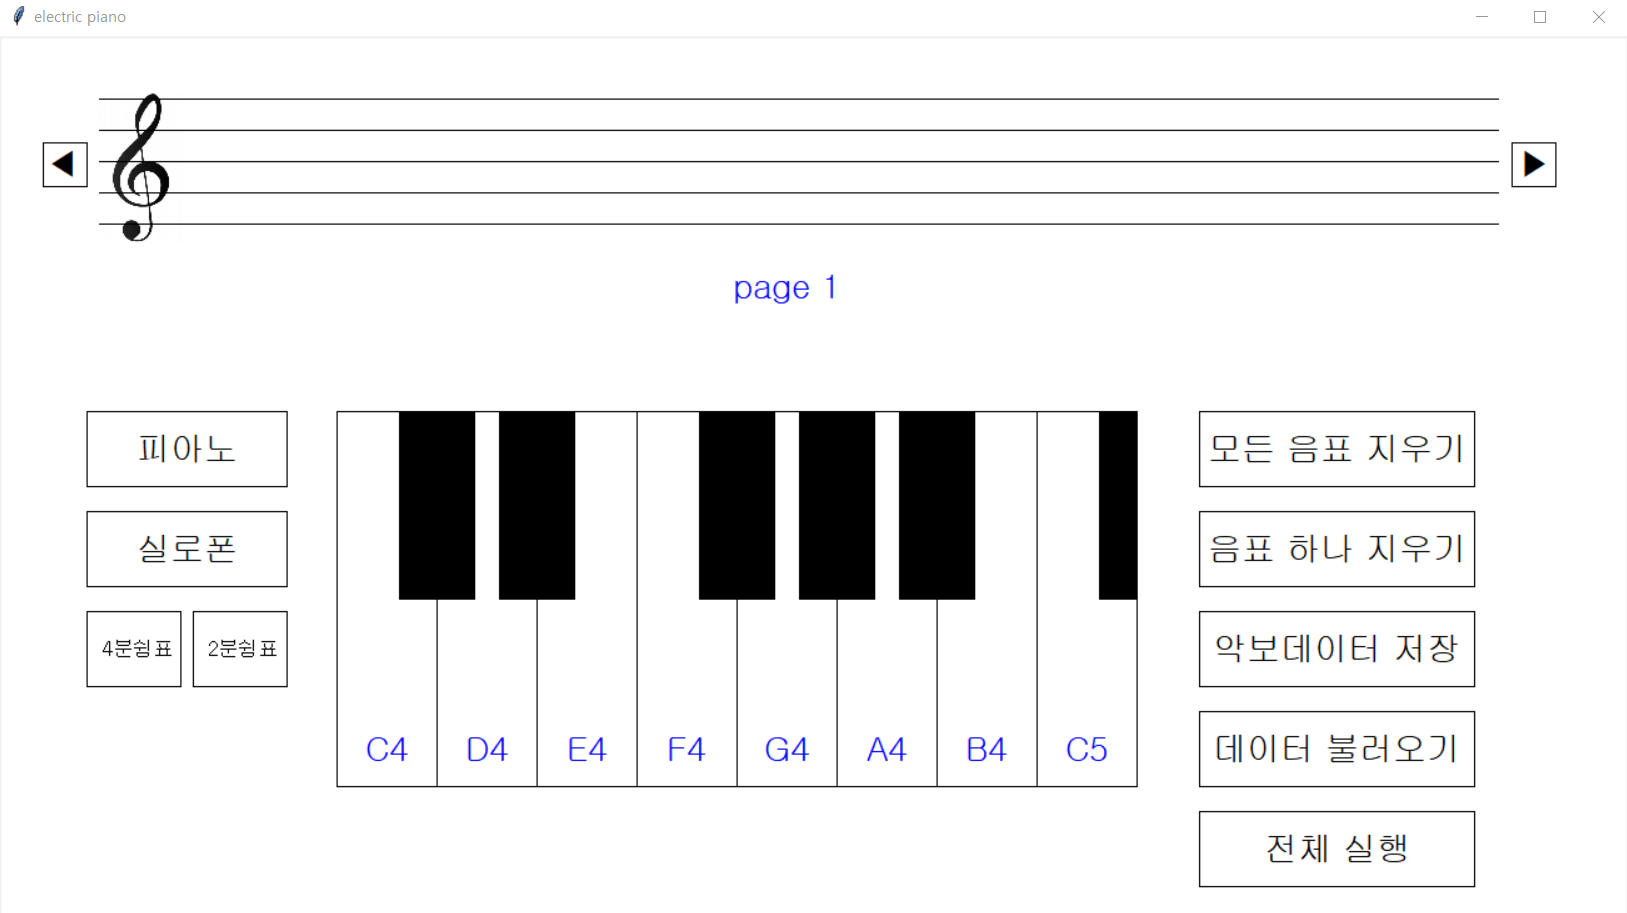 electric piano
page 1
피아노
실로폰
4분쉼표
2분쉼표
C4
D4
E4
F4
G4
A4
B4
C5
모든 음표 지우기
음표 하나 지우기
악보데이터 저장
데이터 불러오기
전체 실행